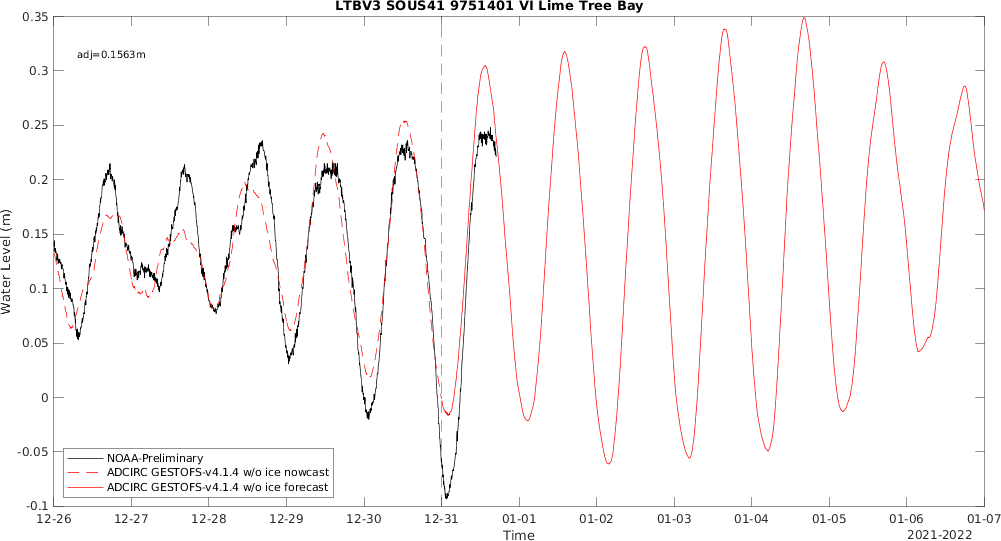 LTBV3 SOUS41 9751401 VI Lime Tree Bay
adj=0.1563m
0.35
0.3
0.25
0.2
0.15
0.1
0.05
0
-0.05
-0.1
Water Level (m)
NOAA-Preliminary
ADCIRC GESTOFS-v4.1.4 w/o ice nowcast
ADCIRC GESTOFS-v4.1.4 w/o ice forecast
12-26 12-27 12-28 12-29 12-30 12-31 01-01 01-02 01-03 01-04 01-05 01-06 01-07
Time
2021-2022